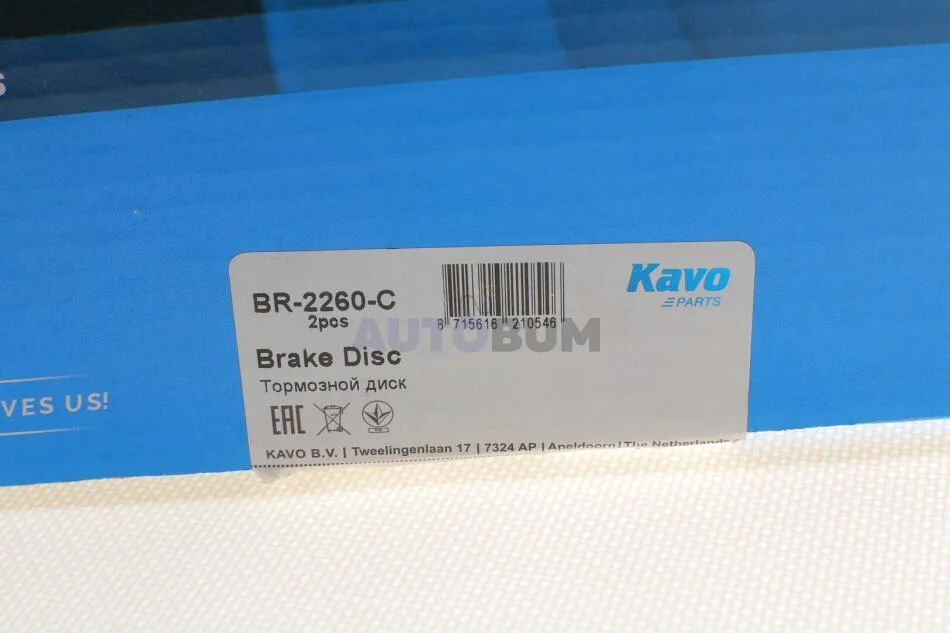 s
VES US!
BR-2260-C
2pcs
8 715616 210546
Kavo
PARTS
AUTOBUM
Brake Disc
Тормозной диск
EAC
KAVO B.V. | Tweelingenlaan 17 | 7324 AP | Apeldoorn | The Netherlands